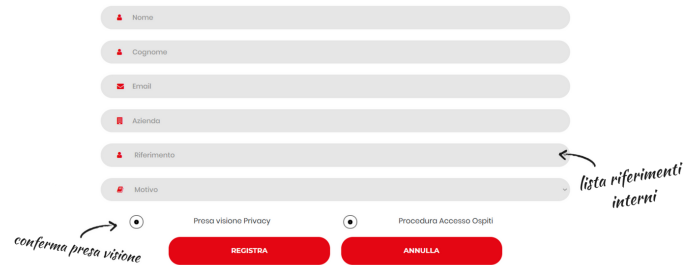 Nome
Cognome
Email
Azienda
Riferimento
Motivo
lista riferimenti
interni
Presa visione Privacy
Procedura Accesso Ospiti
conferma presa visione
REGISTRA
ANNULLA